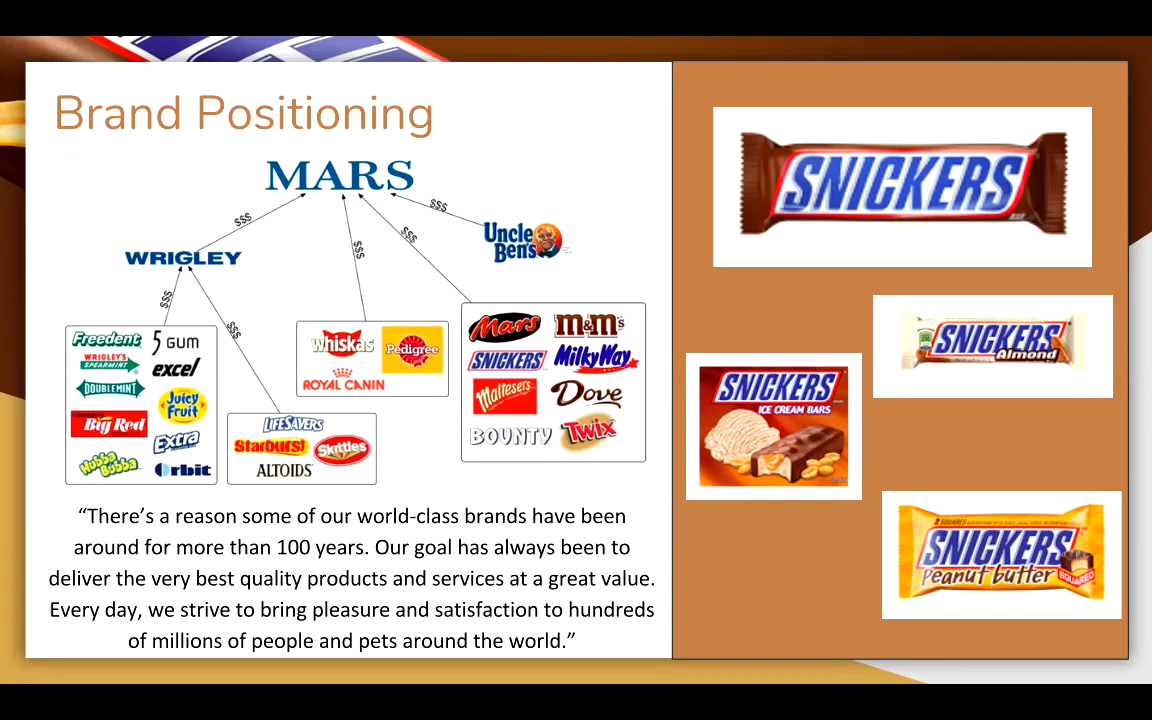 Brand Positioning
MARS
$$$
$$$
$$$
$$$
Uncle
Ben's
WRIGLEY
$$$
$$$
Freedent
5 GUM
WRIGLEY'S
SPEARMINT
excel
DOUBLEMINT
Juicy
Fruit
Big Red
Extra
Hubba
Bubba
Orbit
LIFESAVERS
Starburst
Skittles
ALTOIDS
whiskas
Pedigree
ROYAL CANIN
Mars
m&m's
SNICKERS
MilkyWay
Maltesers
Dove
BOUNTY
Twix
“There’s a reason some of our world-class brands have been
around for more than 100 years. Our goal has always been to
deliver the very best quality products and services at a great value.
Every day, we strive to bring pleasure and satisfaction to hundreds
of millions of people and pets around the world.”
SNICKERS
BAR
SNICKERS
Almond
SNICKERS
ICE CREAM BARS
2 SQUARES
SNICKERS
Peanut butter
SQUARED